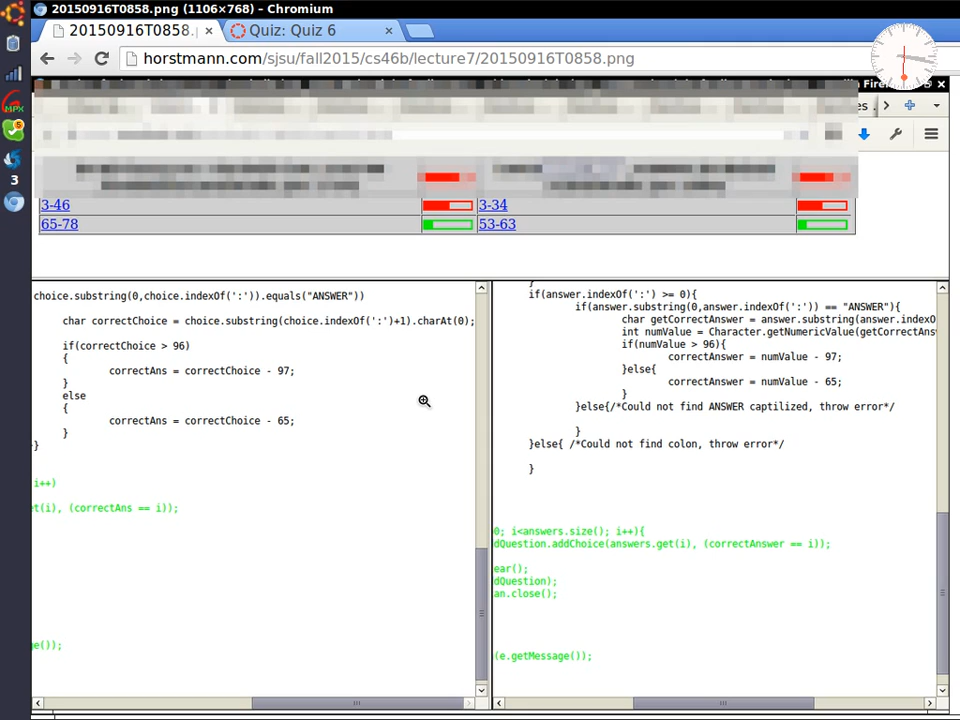 20150916T0858.png (1106×768) - Chromium
20150916T0858. ×
Quiz: Quiz 6 ×
horstmann.com/sjsu/fall2015/cs46b/lecture7/20150916T0858.png
MPX
5
3
3-46
3-34
65-78
53-63
choice.substring(0,choice.indexOf(':')).equals("ANSWER"))
char correctChoice = choice.substring(choice.indexOf(':')+1).charAt(0);
if(correctChoice > 96)
{
correctAns = correctChoice - 97;
}
else
{
correctAns = correctChoice - 65;
}
}
i++)
t(i), (correctAns == i));
ge());
}
if(answer.indexOf(':') >= 0){
if(answer.substring(0,answer.indexOf(':')) == "ANSWER"){
char getCorrectAnswer = answer.substring(answer.indexO
int numValue = Character.getNumericValue(getCorrectAns
if(numValue > 96){
correctAnswer = numValue - 97;
}else{
correctAnswer = numValue - 65;
}
}else{/*Could not find ANSWER captilized, throw error*/
}
}else{ /*Could not find colon, throw error*/
}
0; i<answers.size(); i++){
dQuestion.addChoice(answers.get(i), (correctAnswer == i));
ear();
dQuestion);
an.close();
(e.getMessage());